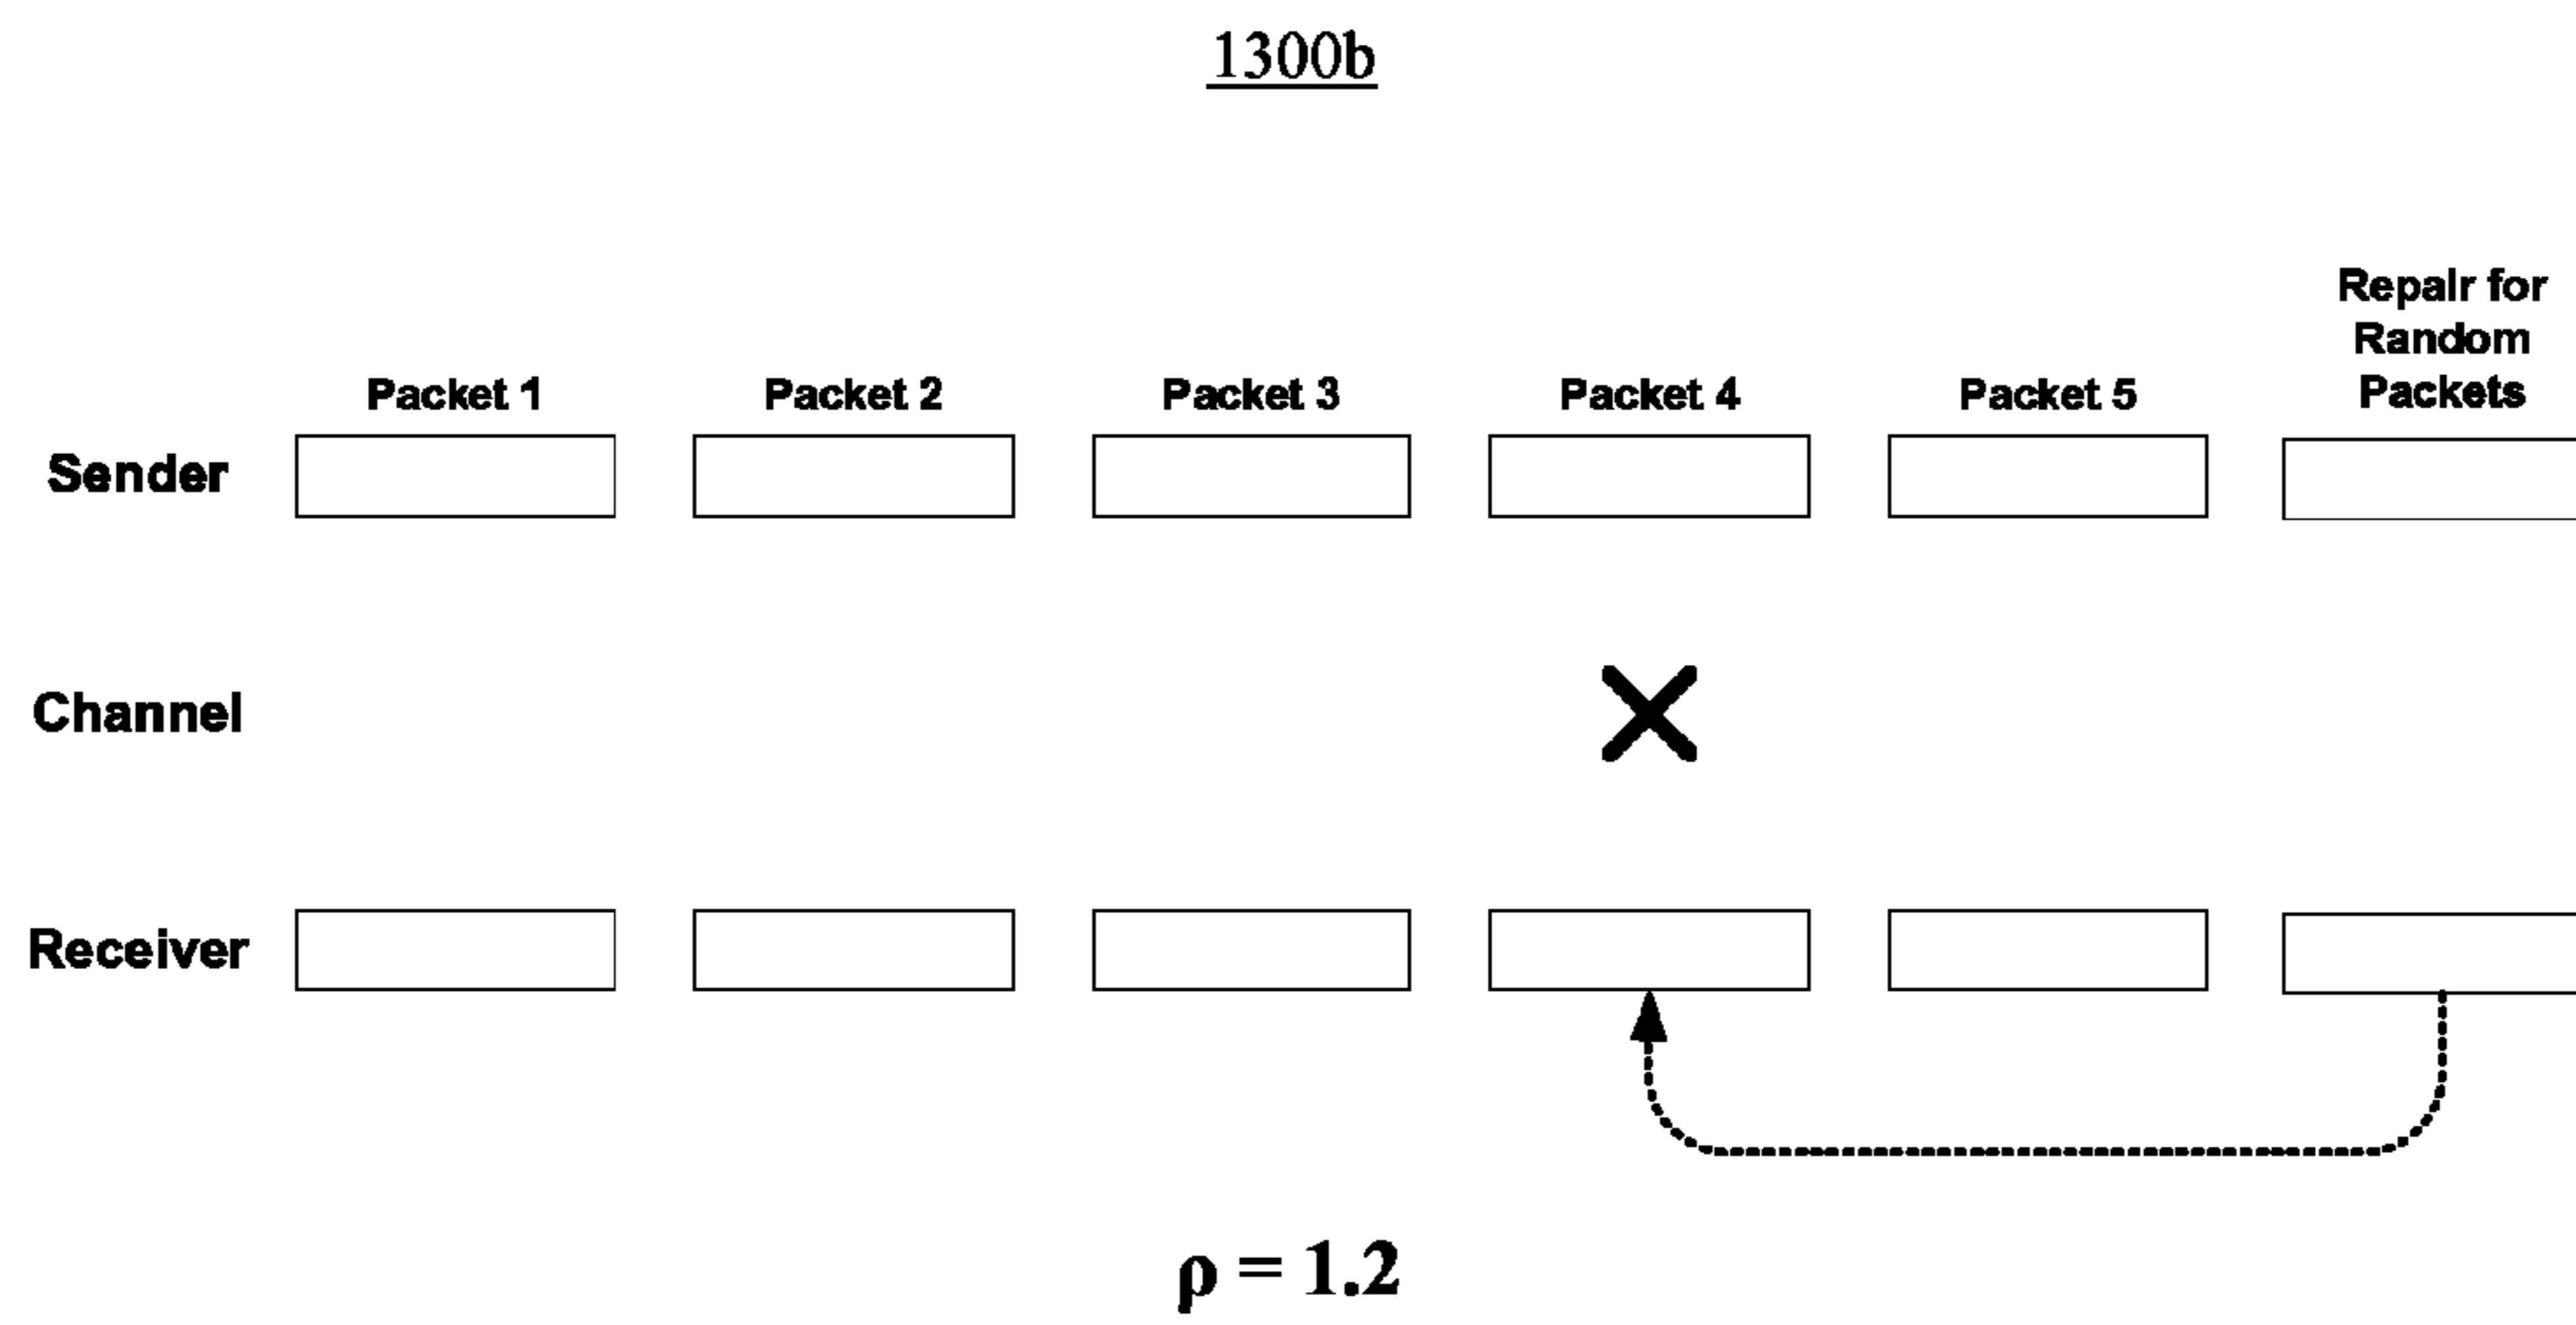 1300b
Repair for
Random
Packets
Packet 1 Packet 2 Packet 3 Packet 4 Packet 5
Sender
Channel
Receiver
ρ = 1.2